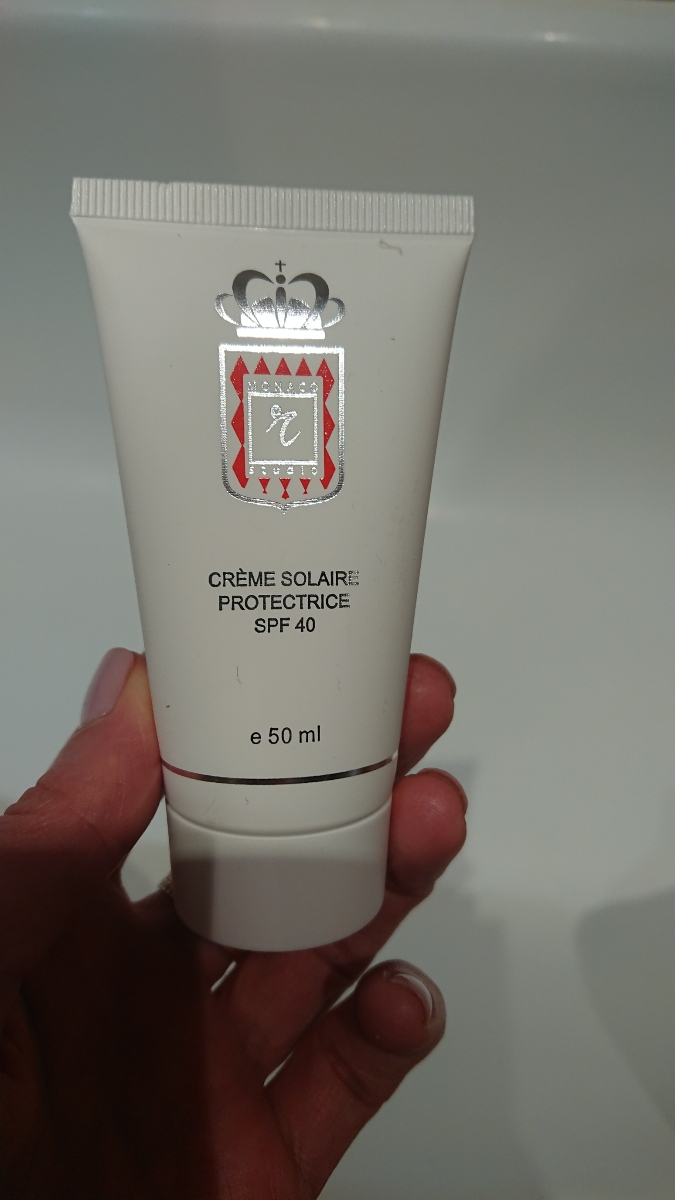 MONACO
r
studio
CRÈME SOLAIRE
PROTECTRICE
SPF 40
e 50 ml